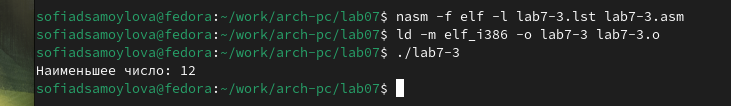 sofiadsamoylova@fedora:~/work/arch-pc/lab07$ nasm -f elf -l lab7-3.lst lab7-3.asm
sofiadsamoylova@fedora:~/work/arch-pc/lab07$ ld -m elf_i386 -o lab7-3 lab7-3.o
sofiadsamoylova@fedora:~/work/arch-pc/lab07$ ./lab7-3
Наименьшее число: 12
sofiadsamoylova@fedora:~/work/arch-pc/lab07$